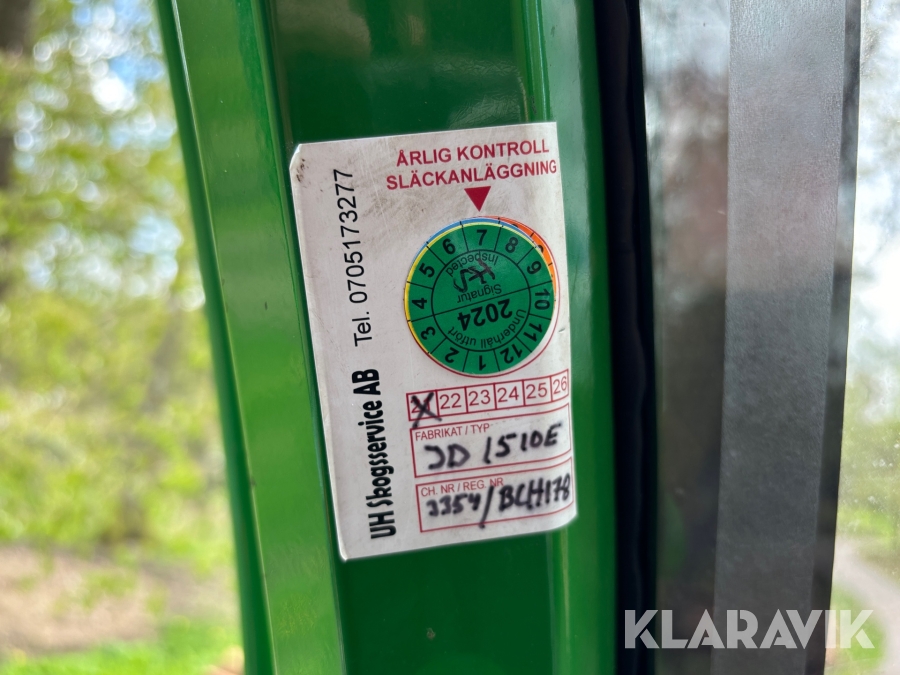 ÅRLIG KONTROLL
SLÄCKANLÄGGNING
UH Skogsservice AB Tel. 0705173277
1 2 3 4 5 6 7 8 9 10 11 12
Underhåll utfört
2024
Signatur
Inspected
22 23 24 25 26
FABRIKAT / TYP
JD 1510E
CH. NR / REG. NR
3354/BCH178
KLARAVIK